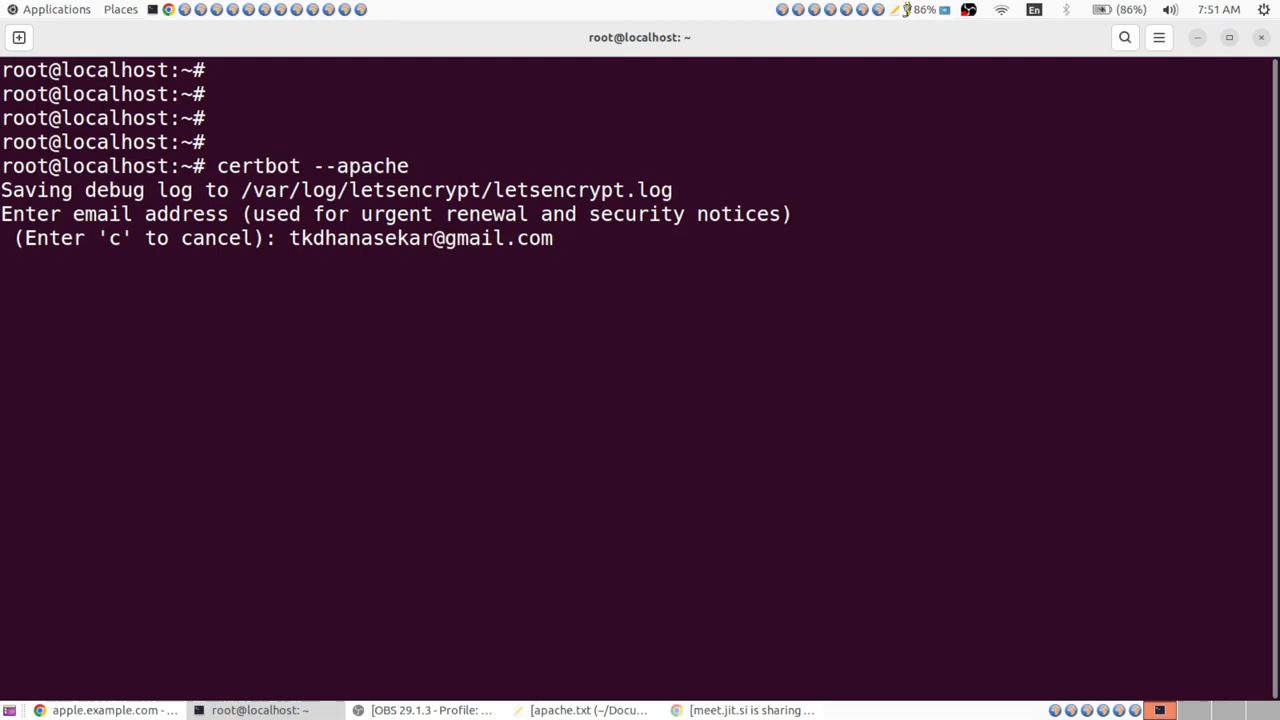 Applications Places
86% En (86%) 7:51 AM
root@localhost: ~
root@localhost:~#
root@localhost:~#
root@localhost:~#
root@localhost:~#
root@localhost:~# certbot --apache
Saving debug log to /var/log/letsencrypt/letsencrypt.log
Enter email address (used for urgent renewal and security notices)
(Enter 'c' to cancel): tkdhanasekar@gmail.com
apple.example.com - ... root@localhost: ~ [OBS 29.1.3 - Profile: ... [apache.txt (~/Docu... [meet.jit.si is sharing ...